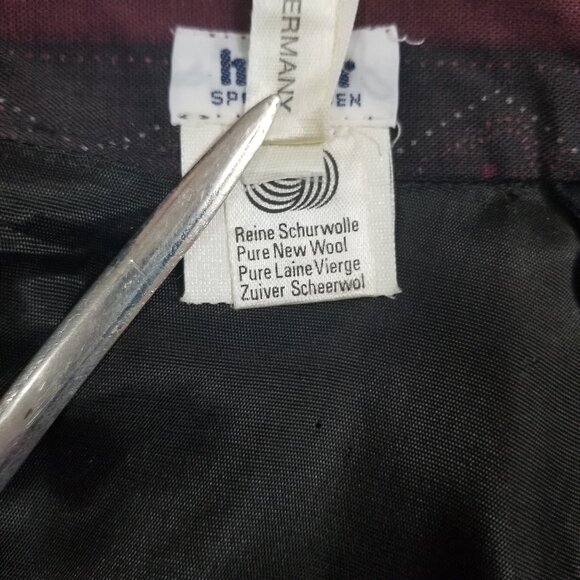 ERMANY
Reine Schurwolle
Pure New Wool
Pure Laine Vierge
Zuiver Scheerwol